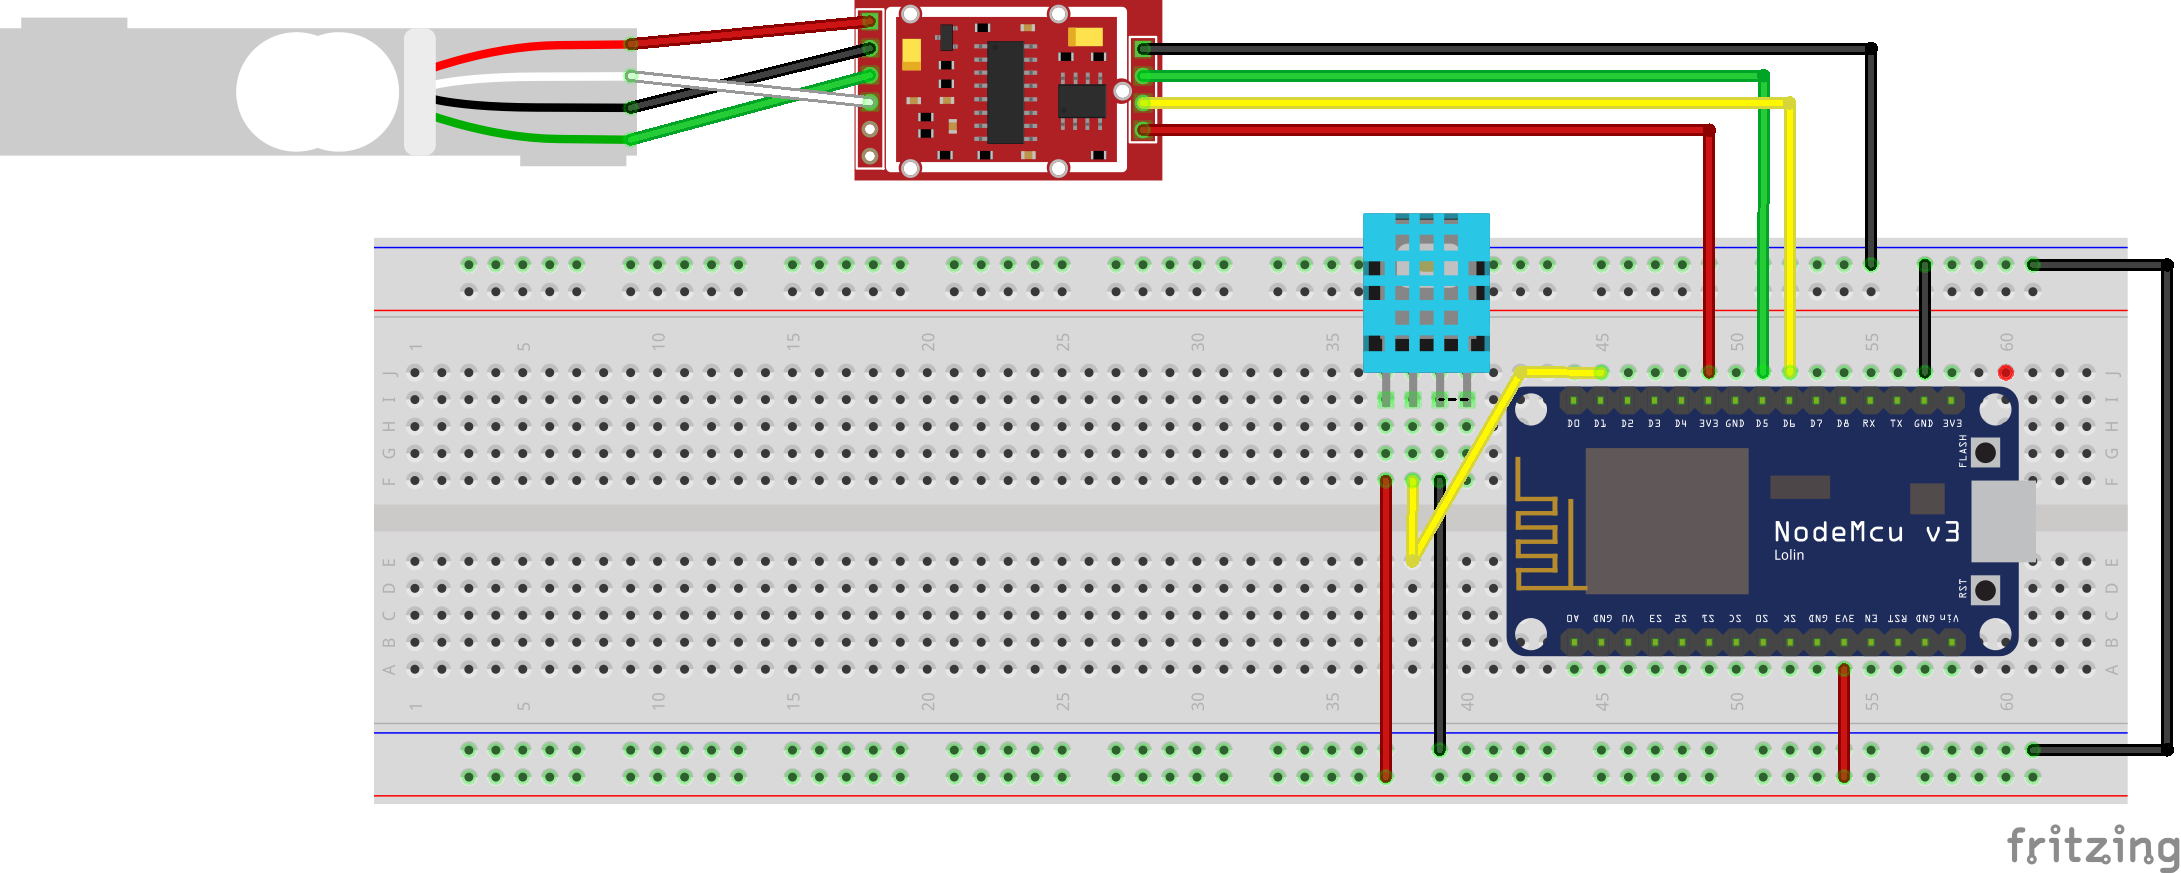 1 5 10 15 20 25 30 35 45 50 55 60
J J
I I
H H
G G
F F
D0 D1 D2 D3 D4 3V3 GND D5 D6 D7 D8 RX TX GND 3V3
FLASH
NodeMcu v3
Lolin
RST
E E
D D
C C
B B
A A
A0 GND VU S3 S2 S1 SC S0 SK GND 3V3 EN RST GND Vin
1 5 10 15 20 25 30 35 40 45 50 55 60
fritzing